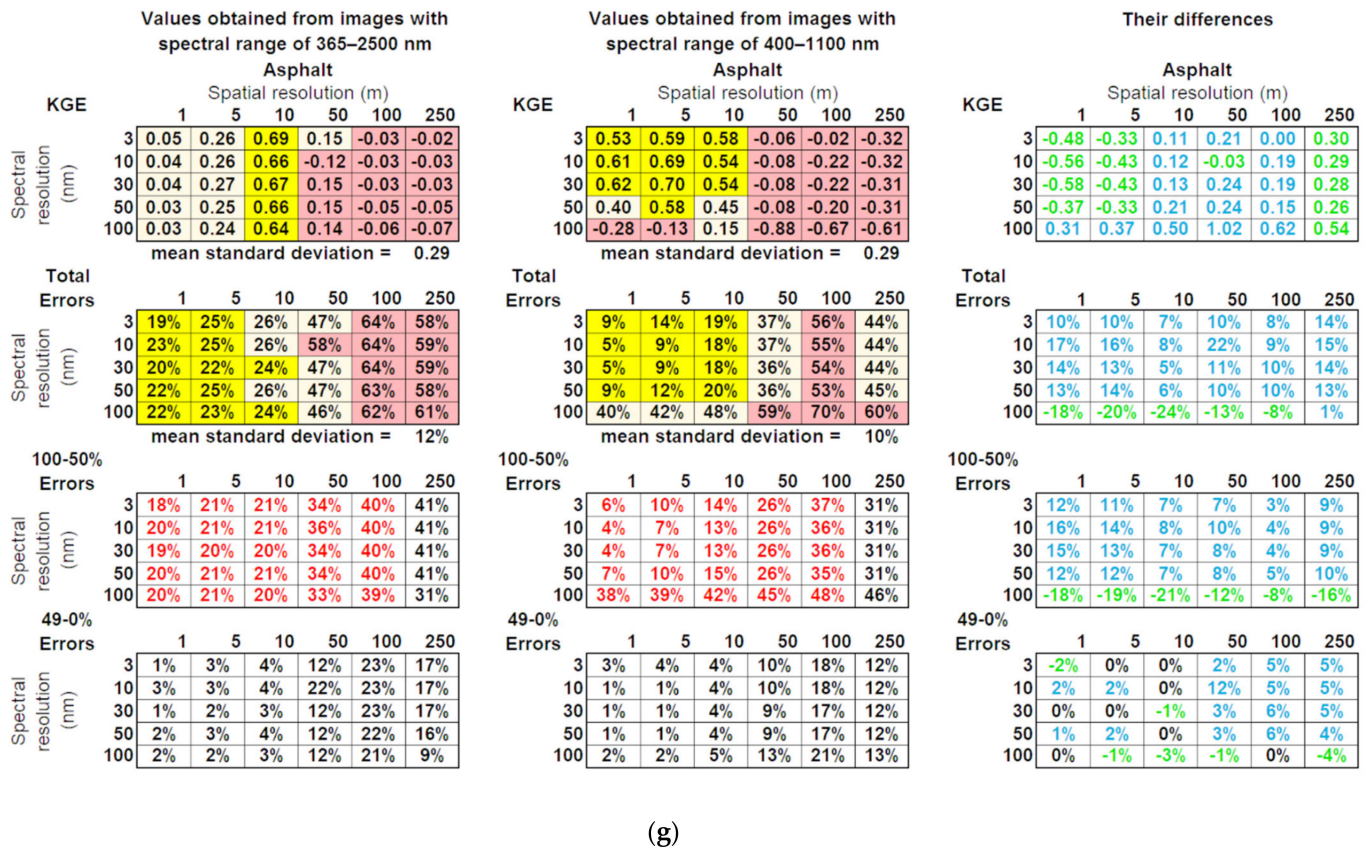 Values obtained from images with Values obtained from images with Their differences
spectral range of 365–2500 nm spectral range of 400–1100 nm
Asphalt Asphalt Asphalt
Spatial resolution (m) Spatial resolution (m) Spatial resolution (m)
KGE 1 5 10 50 100 250 KGE 1 5 10 50 100 250 KGE 1 5 10 50 100 250
Spectral resolution (nm) Spectral resolution (nm) Spectral resolution (nm)
3 0.05 0.26 0.69 0.15 -0.03 -0.02 3 0.53 0.59 0.58 -0.06 -0.02 -0.32 3 -0.48 -0.33 0.11 0.21 0.00 0.30
10 0.04 0.26 0.66 -0.12 -0.03 -0.03 10 0.61 0.69 0.54 -0.08 -0.22 -0.32 10 -0.56 -0.43 0.12 -0.03 0.19 0.29
30 0.04 0.27 0.67 0.15 -0.03 -0.03 30 0.62 0.70 0.54 -0.08 -0.22 -0.31 30 -0.58 -0.43 0.13 0.24 0.19 0.28
50 0.03 0.25 0.66 0.15 -0.05 -0.05 50 0.40 0.58 0.45 -0.08 -0.20 -0.31 50 -0.37 -0.33 0.21 0.24 0.15 0.26
100 0.03 0.24 0.64 0.14 -0.06 -0.07 100 -0.28 -0.13 0.15 -0.88 -0.67 -0.61 100 0.31 0.37 0.50 1.02 0.62 0.54
mean standard deviation = 0.29 mean standard deviation = 0.29
Total Total Total
Errors 1 5 10 50 100 250 Errors 1 5 10 50 100 250 Errors 1 5 10 50 100 250
Spectral resolution (nm) Spectral resolution (nm) Spectral resolution (nm)
3 19% 25% 26% 47% 64% 58% 3 9% 14% 19% 37% 56% 44% 3 10% 10% 7% 10% 8% 14%
10 23% 25% 26% 58% 64% 59% 10 5% 9% 18% 37% 55% 44% 10 17% 16% 8% 22% 9% 15%
30 20% 22% 24% 47% 64% 59% 30 5% 9% 18% 36% 54% 44% 30 14% 13% 5% 11% 10% 14%
50 22% 25% 26% 47% 63% 58% 50 9% 12% 20% 36% 53% 45% 50 13% 14% 6% 10% 10% 13%
100 22% 23% 24% 46% 62% 61% 100 40% 42% 48% 59% 70% 60% 100 -18% -20% -24% -13% -8% 1%
mean standard deviation = 12% mean standard deviation = 10%
100-50% 100-50% 100-50%
Errors 1 5 10 50 100 250 Errors 1 5 10 50 100 250 Errors 1 5 10 50 100 250
Spectral resolution (nm) Spectral resolution (nm) Spectral resolution (nm)
3 18% 21% 21% 34% 40% 41% 3 6% 10% 14% 26% 37% 31% 3 12% 11% 7% 7% 3% 9%
10 20% 21% 21% 36% 40% 41% 10 4% 7% 13% 26% 36% 31% 10 16% 14% 8% 10% 4% 9%
30 19% 20% 20% 34% 40% 41% 30 4% 7% 13% 26% 36% 31% 30 15% 13% 7% 8% 4% 9%
50 20% 21% 21% 34% 40% 41% 50 7% 10% 15% 26% 35% 31% 50 12% 12% 7% 8% 5% 10%
100 20% 21% 20% 33% 39% 31% 100 38% 39% 42% 45% 48% 46% 100 -18% -19% -21% -12% -8% -16%
49-0% 49-0% 49-0%
Errors 1 5 10 50 100 250 Errors 1 5 10 50 100 250 Errors 1 5 10 50 100 250
Spectral resolution (nm) Spectral resolution (nm) Spectral resolution (nm)
3 1% 3% 4% 12% 23% 17% 3 3% 4% 4% 10% 18% 12% 3 -2% 0% 0% 2% 5% 5%
10 3% 3% 4% 22% 23% 17% 10 1% 1% 4% 10% 18% 12% 10 2% 2% 0% 12% 5% 5%
30 1% 2% 3% 12% 23% 17% 30 1% 1% 4% 9% 17% 12% 30 0% 0% -1% 3% 6% 5%
50 2% 3% 4% 12% 22% 16% 50 1% 1% 4% 9% 17% 12% 50 1% 2% 0% 3% 6% 4%
100 2% 2% 3% 12% 21% 9% 100 2% 2% 5% 13% 21% 13% 100 0% -1% -3% -1% 0% -4%
(g)